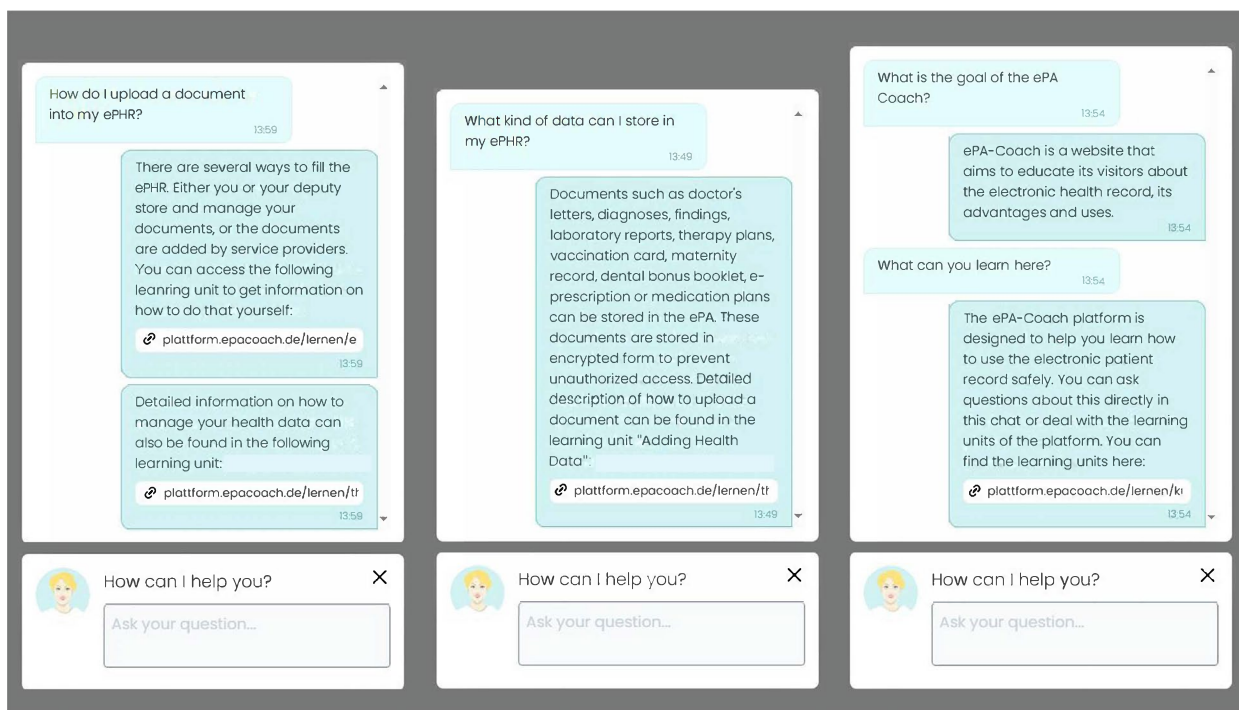 How do I upload a document
into my ePHR?
13:59
There are several ways to fill the
ePHR. Either you or your deputy
store and manage your
documents, or the documents
are added by service providers.
You can access the following
leanring unit to get information on
how to do that yourself:
plattform.epacoach.de/lernen/e
13:59
Detailed information on how to
manage your health data can
also be found in the following
learning unit:
plattform.epacoach.de/lernen/th
13:59
How can I help you?
Ask your question...
What kind of data can I store in
my ePHR?
13:49
Documents such as doctor's
letters, diagnoses, findings,
laboratory reports, therapy plans,
vaccination card, maternity
record, dental bonus booklet, e-
prescription or medication plans
can be stored in the ePA. These
documents are stored in
encrypted form to prevent
unauthorized access. Detailed
description of how to upload a
document can be found in the
learning unit "Adding Health
Data":
plattform.epacoach.de/lernen/th
13:49
How can I help you?
Ask your question...
What is the goal of the ePA
Coach?
13:54
ePA-Coach is a website that
aims to educate its visitors about
the electronic health record, its
advantages and uses.
13:54
What can you learn here?
13:54
The ePA-Coach platform is
designed to help you learn how
to use the electronic patient
record safely. You can ask
questions about this directly in
this chat or deal with the learning
units of the platform. You can
find the learning units here:
plattform.epacoach.de/lernen/k
13:54
How can I help you?
Ask your question...